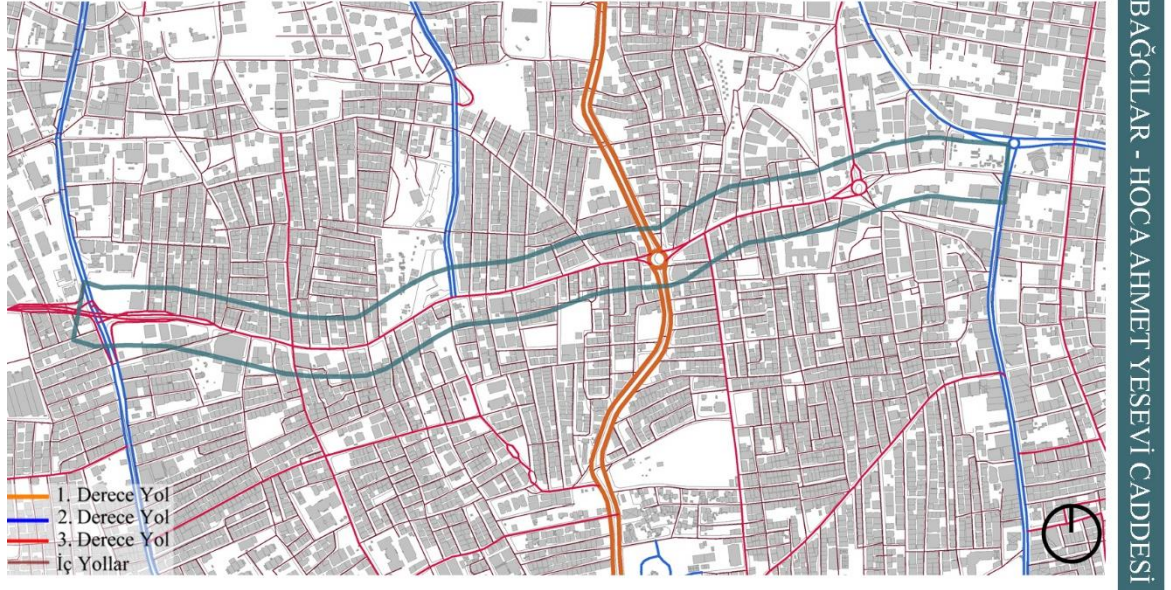 1. Derece Yol
2. Derece Yol
3. Derece Yol
İç Yollar
BAĞCILAR - HOCA AHMET YESEVİ CADDESİ